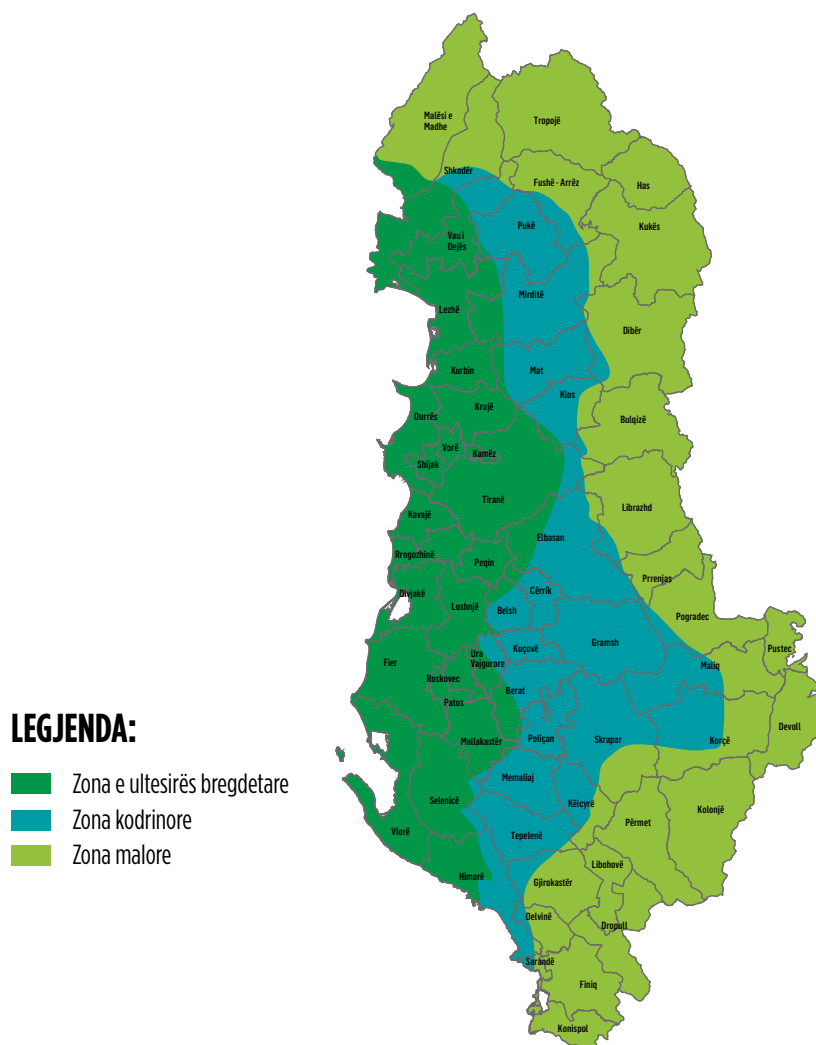 Malësi e
Madhe
Tropojë
Shkodër
Fushë - Arrëz
Has
Pukë
Kukës
Vau i
Dejës
Mirditë
Lezhë
Dibër
Kurbin
Mat
Klos
Krujë
Durrës
Bulqizë
Vorë
Kamëz
Shijak
Tiranë
Librazhd
Kavajë
Elbasan
Rrogozhinë
Peqin
Prrenjas
Divjakë
Cërrik
Lushnjë
Belsh
Pogradec
Gramsh
Kuçovë
Pustec
Ura
Vajgurore
Fier
Maliq
Roskovec
Berat
Patos
Devoll
Poliçan
Skrapar
Korçë
Mallakastër
Memaliaj
Selenicë
Këlcyrë
Kolonjë
Përmet
Vlorë
Tepelenë
Libohovë
Himarë
Gjirokastër
Delvinë
Dropull
Sarandë
Finiq
Konispol
LEGJENDA:
Zona e ultesirës bregdetare
Zona kodrinore
Zona malore